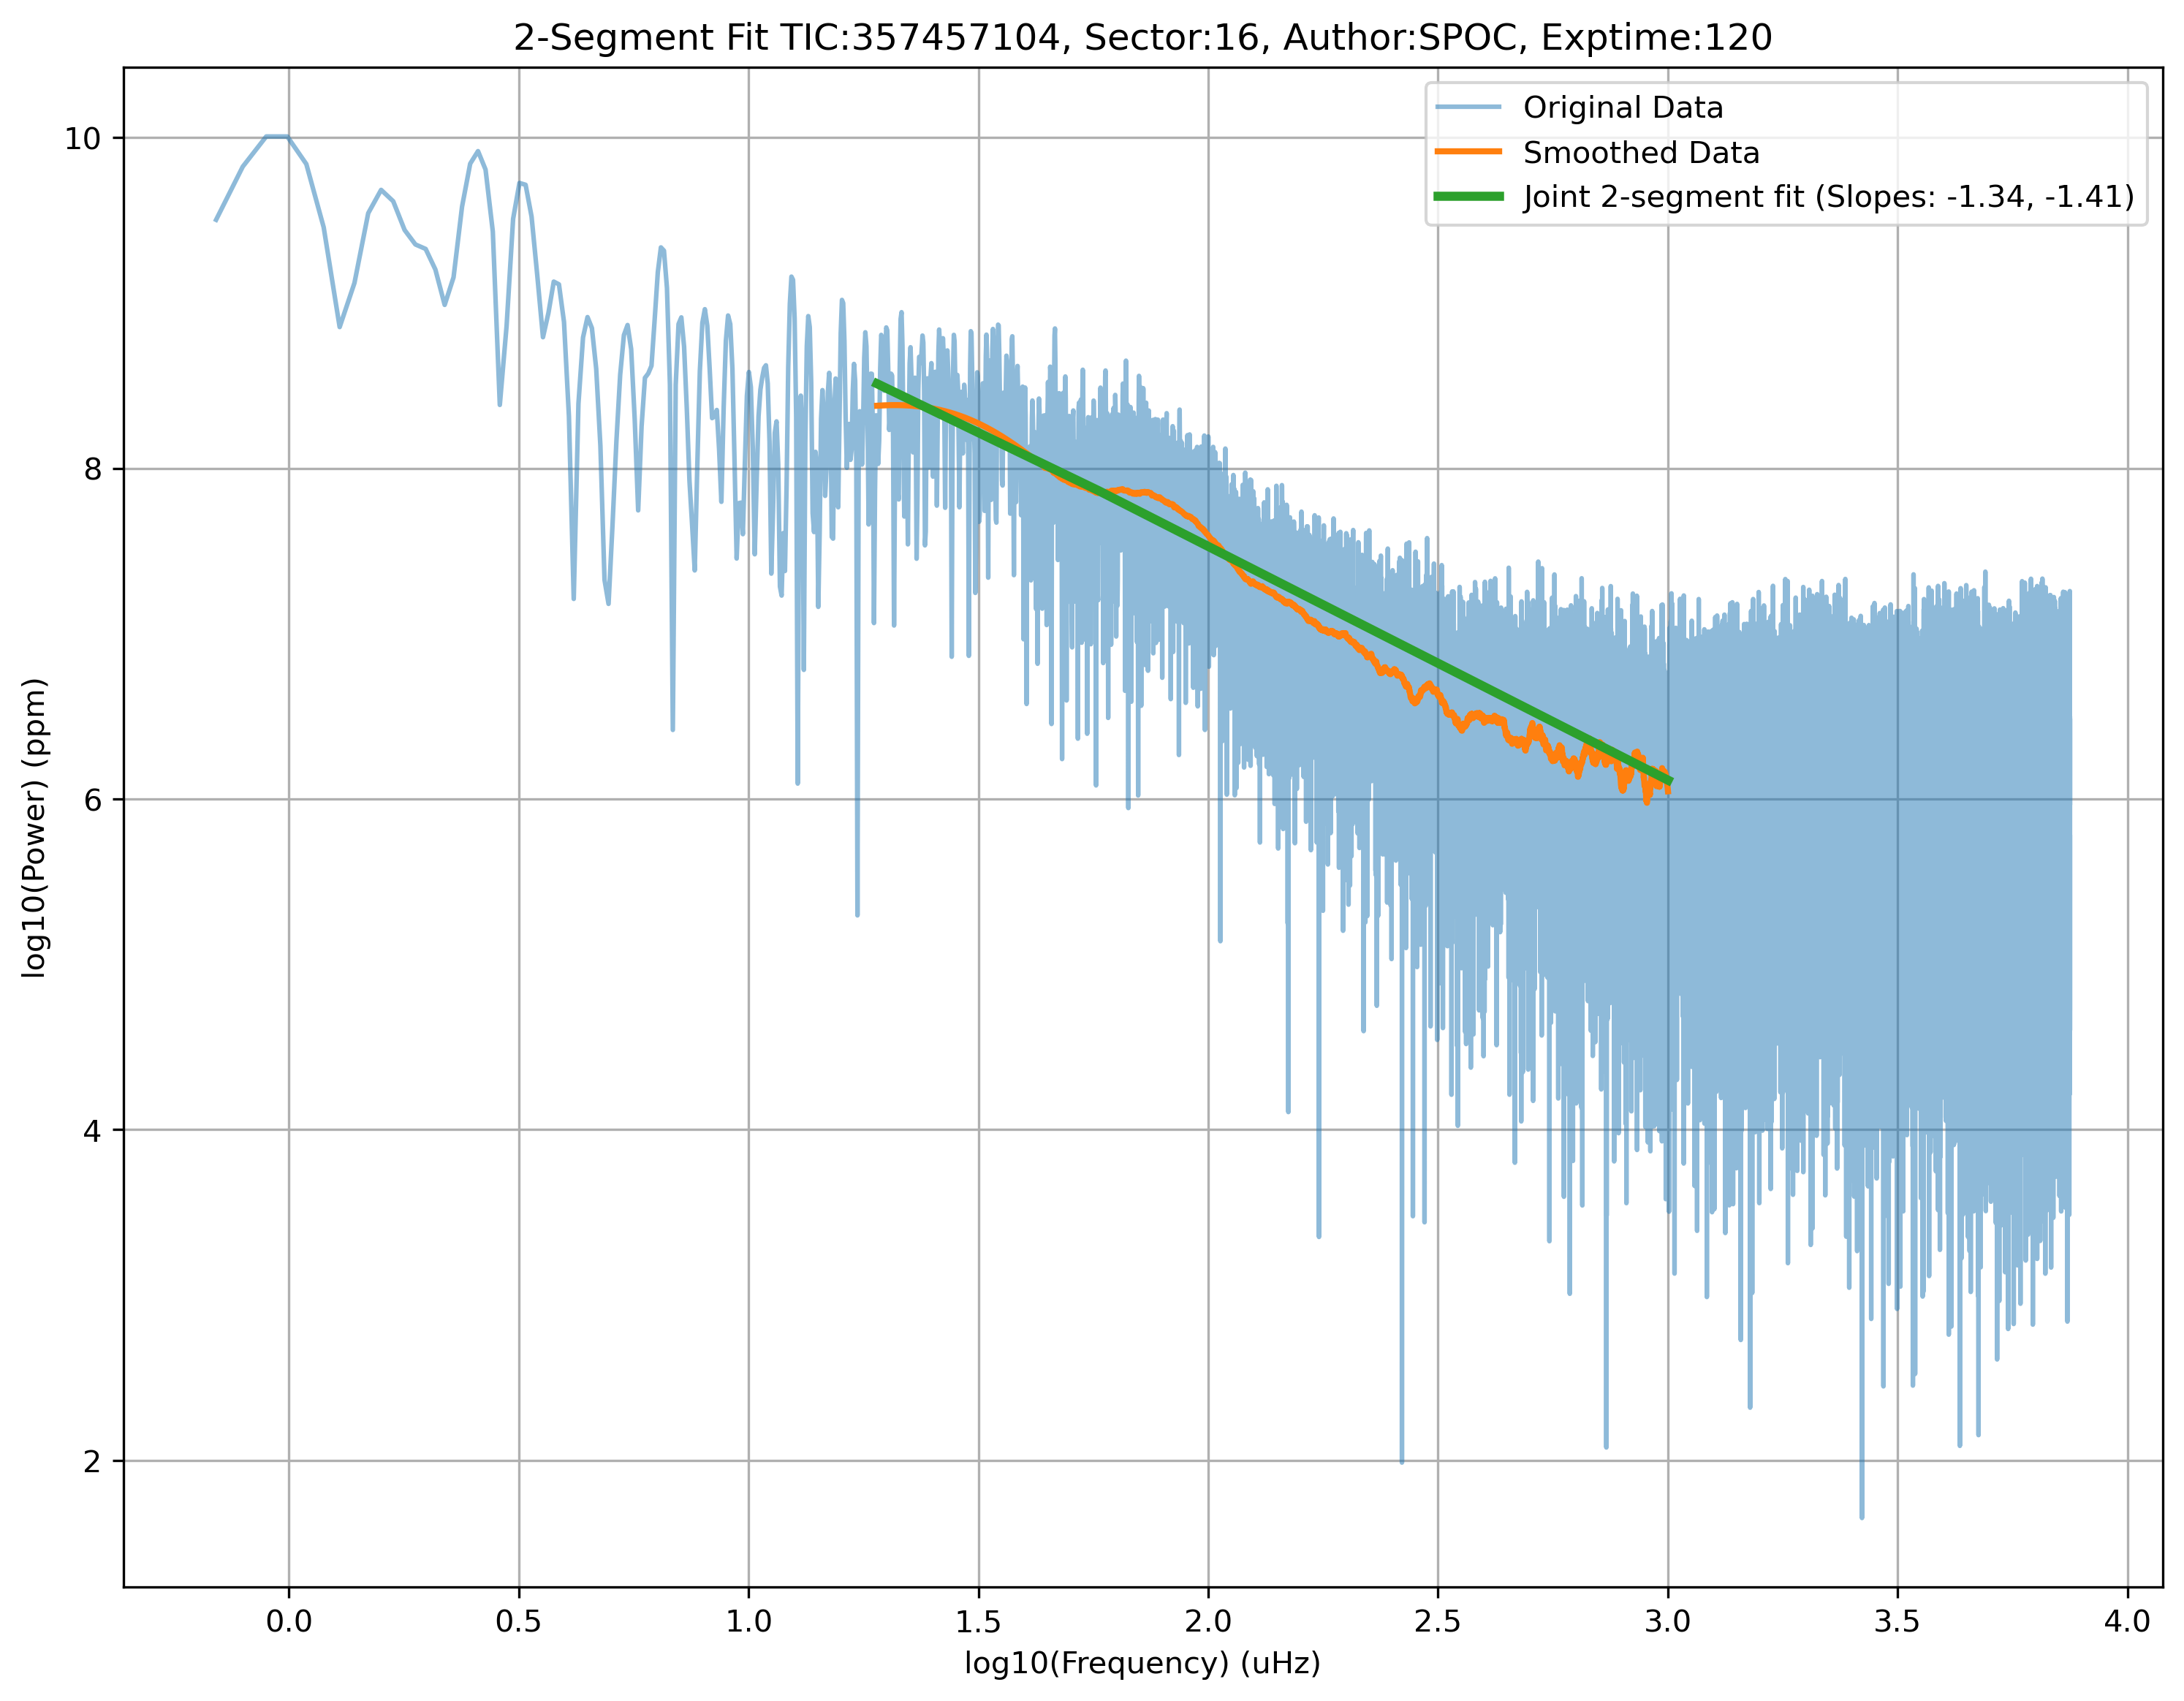 2-Segment Fit TIC:357457104, Sector:16, Author:SPOC, Exptime:120
Original Data
Smoothed Data
Joint 2-segment fit (Slopes: -1.34, -1.41)
log10(Power) (ppm)
10
8
6
4
2
0.0 0.5 1.0 1.5 2.0 2.5 3.0 3.5 4.0
log10(Frequency) (uHz)